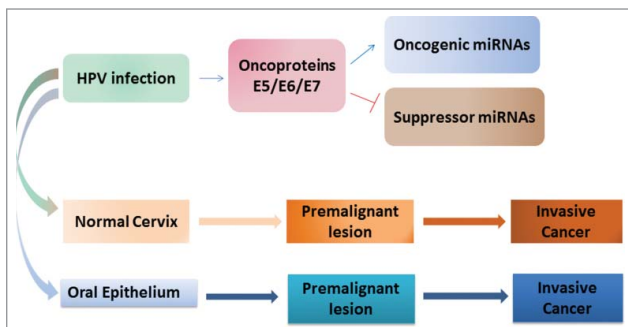 HPV infection
Oncoproteins
E5/E6/E7
Oncogenic miRNAs
Suppressor miRNAs
Normal Cervix
Premalignant
lesion
Invasive
Cancer
Oral Epithelium
Premalignant
lesion
Invasive
Cancer